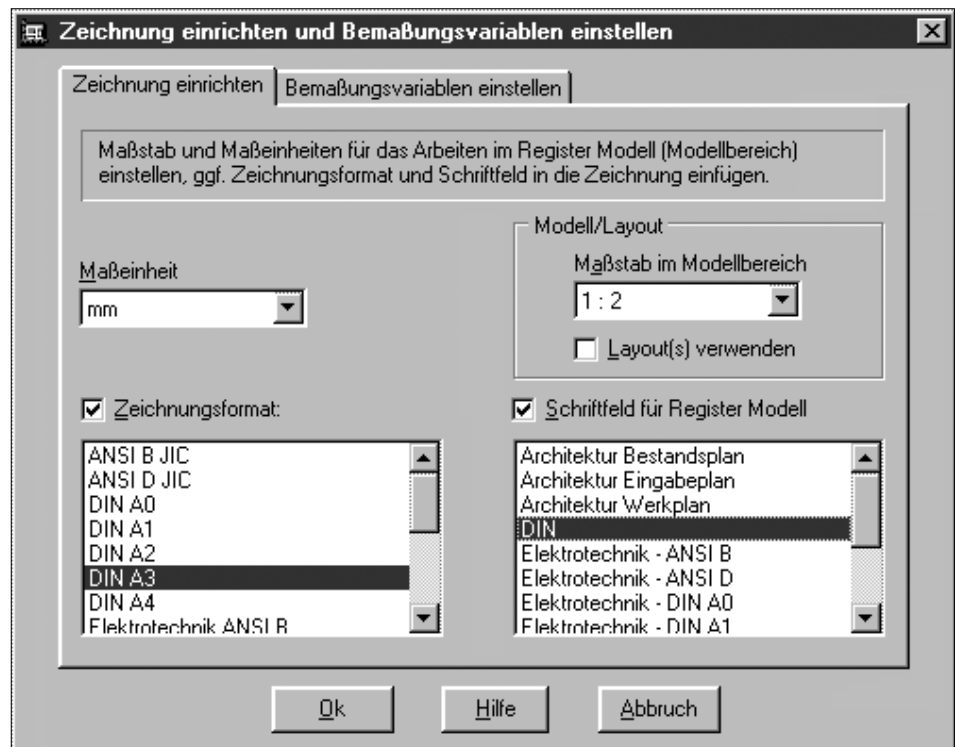 Zeichnung einrichten und Bemaßungsvariablen einstellen
Zeichnung einrichten
Bemaßungsvariablen einstellen
Maßstab und Maßeinheiten für das Arbeiten im Register Modell (Modellbereich)
einstellen, ggf. Zeichnungsformat und Schriftfeld in die Zeichnung einfügen.
Maßeinheit
mm
Modell/Layout
Maßstab im Modellbereich
1 : 2
Layout(s) verwenden
Zeichnungsformat:
ANSI B JIC
ANSI D JIC
DIN A0
DIN A1
DIN A2
DIN A3
DIN A4
Elektrotechnik ANSI B
Schriftfeld für Register Modell
Architektur Bestandsplan
Architektur Eingabeplan
Architektur Werkplan
DIN
Elektrotechnik - ANSI B
Elektrotechnik - ANSI D
Elektrotechnik - DIN A0
Elektrotechnik - DIN A1
Ok
Hilfe
Abbruch